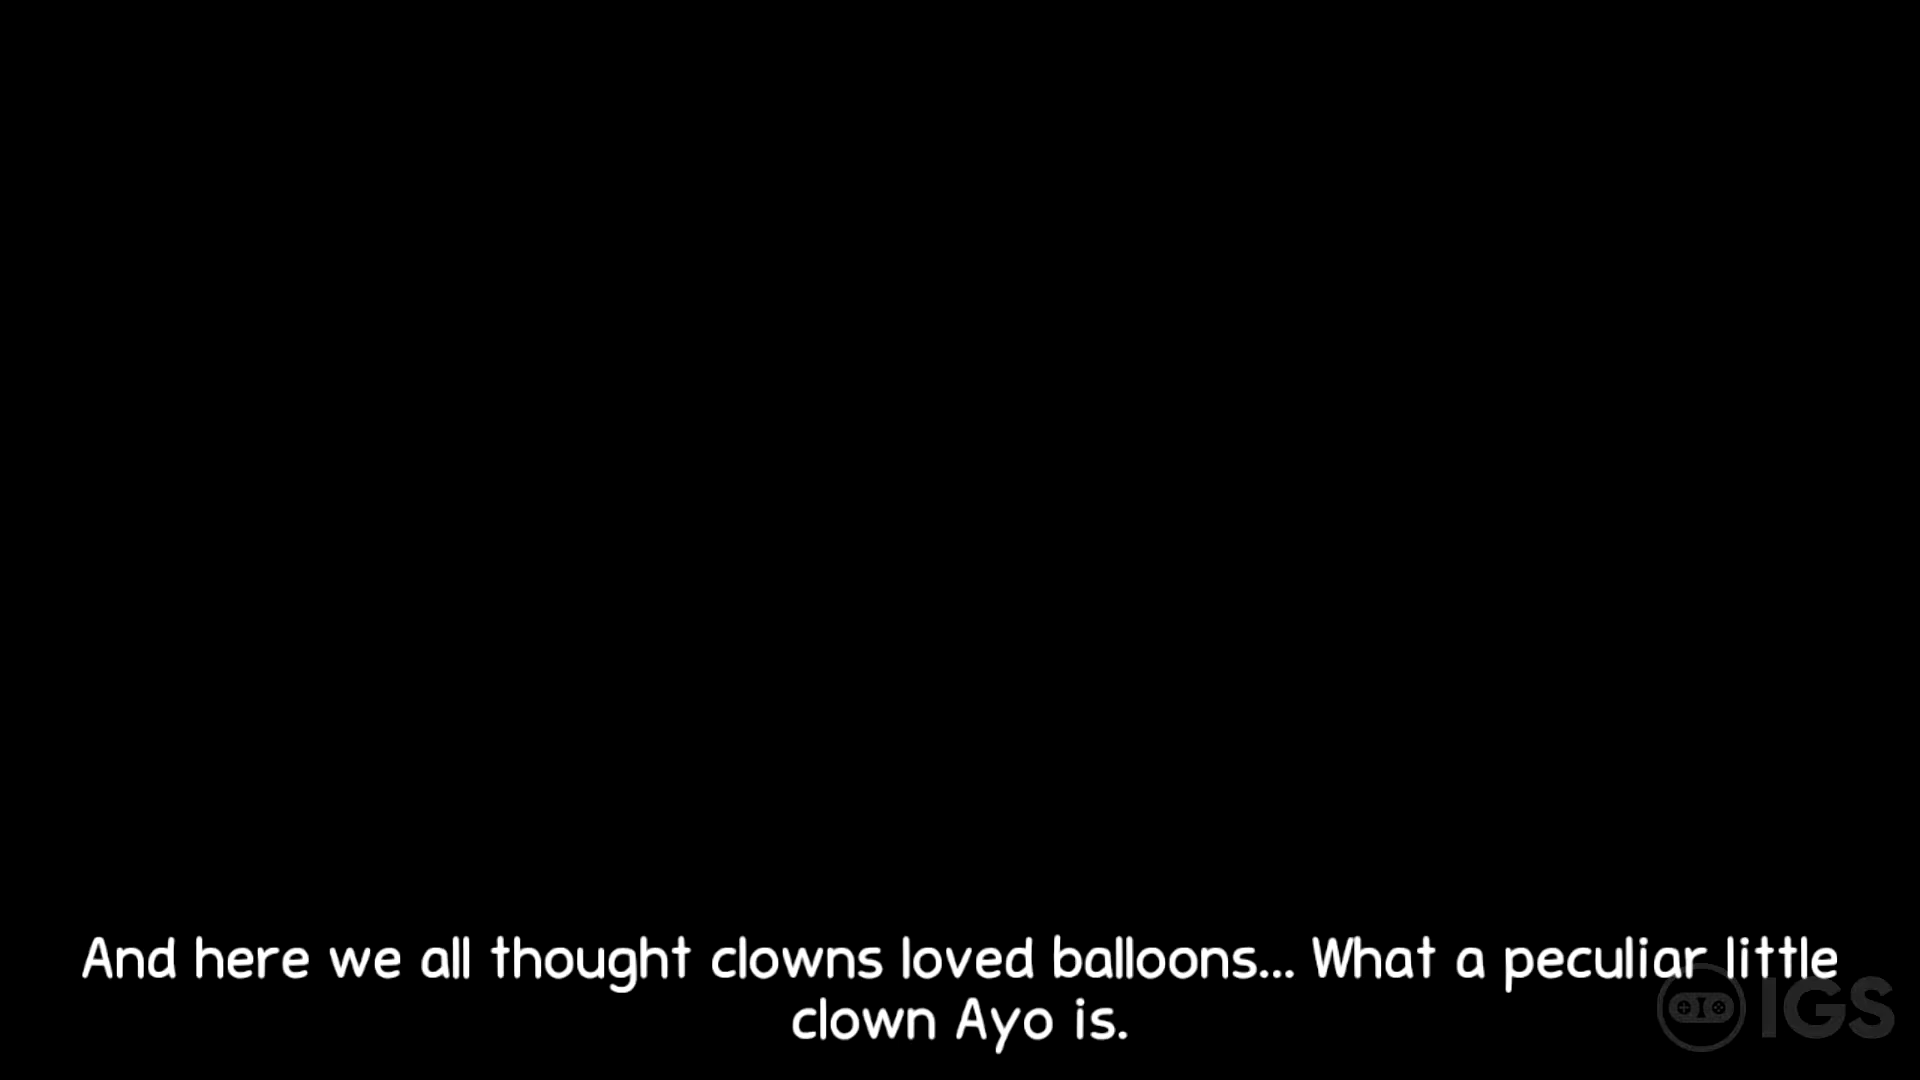 And here we all thought clowns loved balloons... What a peculiar little
clown Ayo is.
IGS